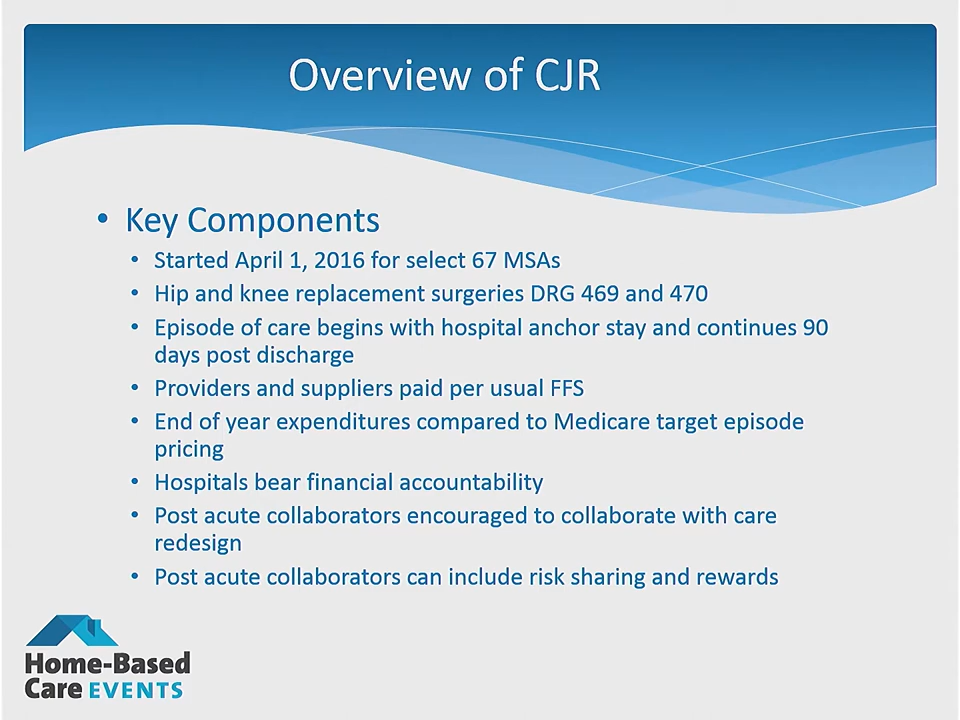 Overview of CJR
• Key Components
• Started April 1, 2016 for select 67 MSAs
• Hip and knee replacement surgeries DRG 469 and 470
• Episode of care begins with hospital anchor stay and continues 90
days post discharge
• Providers and suppliers paid per usual FFS
• End of year expenditures compared to Medicare target episode
pricing
• Hospitals bear financial accountability
• Post acute collaborators encouraged to collaborate with care
redesign
• Post acute collaborators can include risk sharing and rewards
Home-Based
Care EVENTS